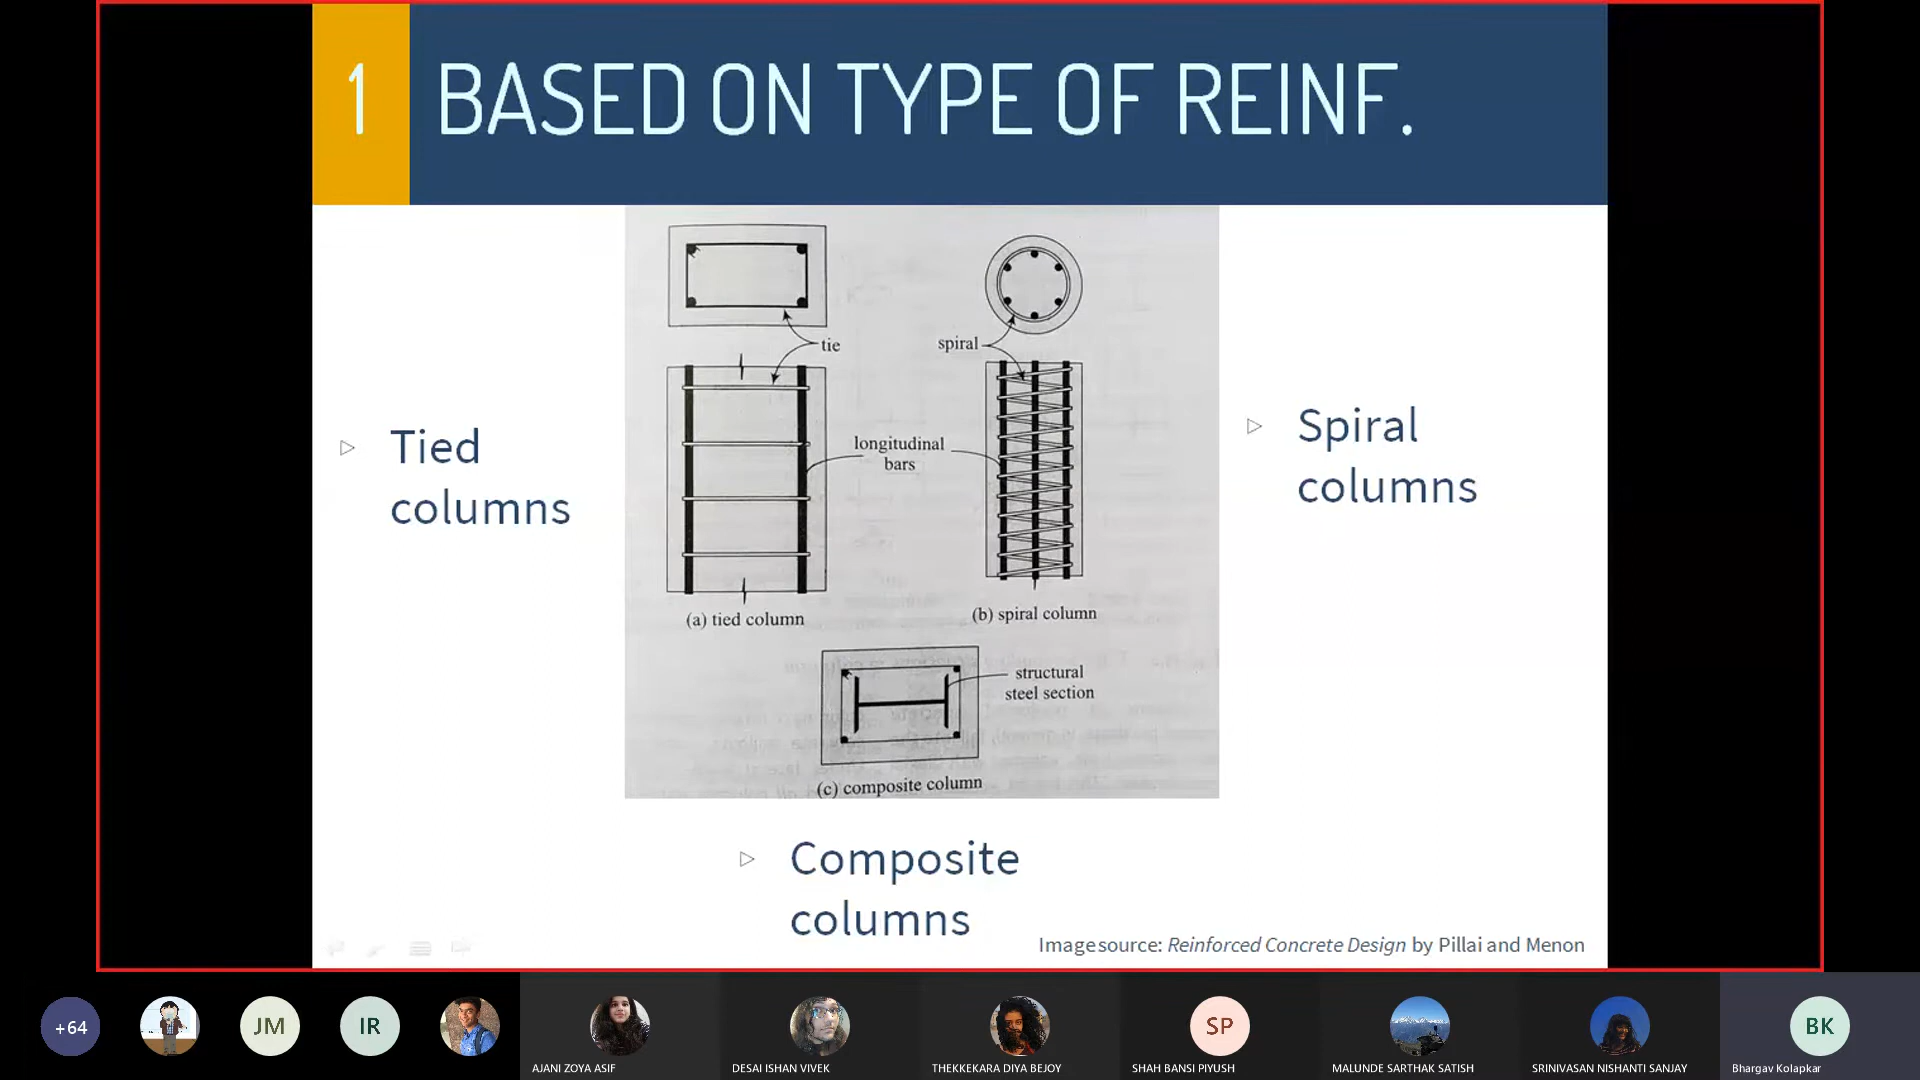 1 BASED ON TYPE OF REINF.
tie
spiral
longitudinal
bars
(a) tied column
(b) spiral column
structural
steel section
(c) composite column
Tied
columns
Spiral
columns
Composite
columns
Image source: Reinforced Concrete Design by Pillai and Menon
+64
JM
IR
SP
BK
AJANI ZOYA ASIF
DESAI ISHAN VIVEK
THEKKEKARA DIYA BEJOY
SHAH BANSI PIYUSH
MALUNDE SARTHAK SATISH
SRINIVASAN NISHANTI SANJAY
Bhargav Kolapkar